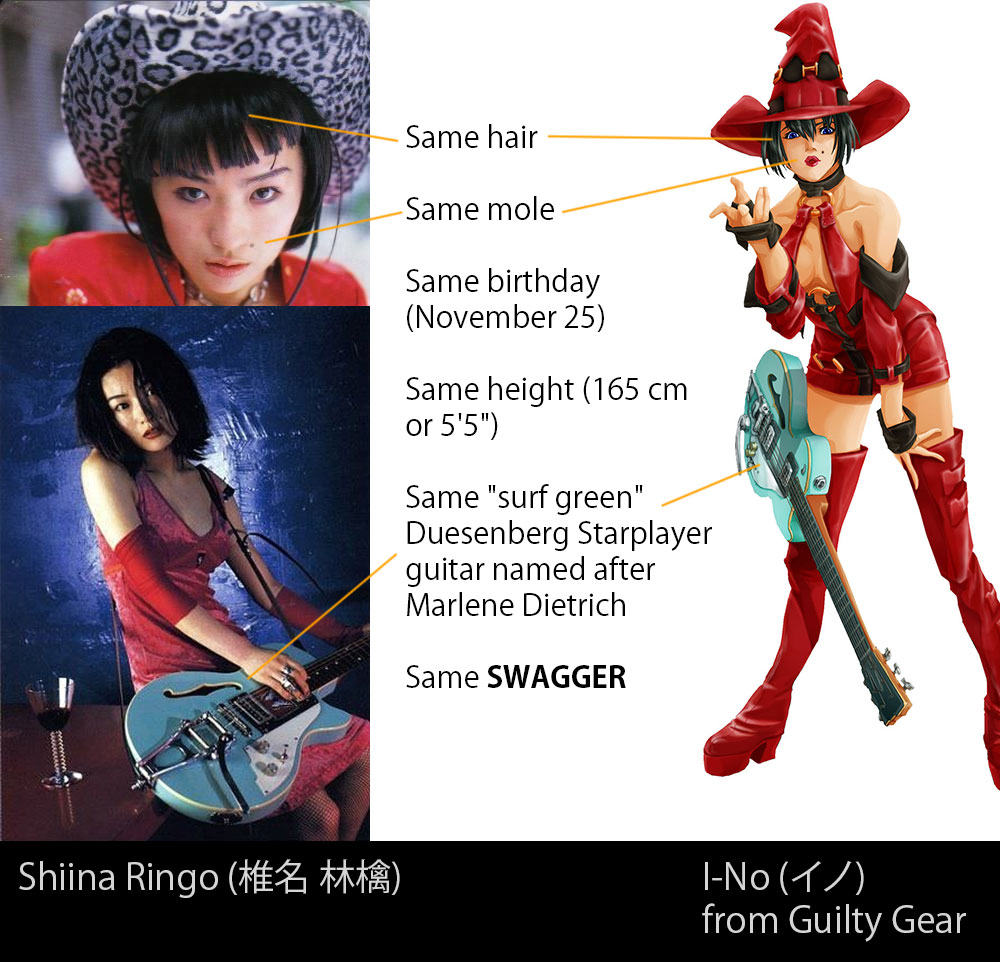 Same hair
Same mole
Same birthday
(November 25)
Same height (165 cm
or 5'5")
Same "surf green"
Duesenberg Starplayer
guitar named after
Marlene Dietrich
Same SWAGGER
Shiina Ringo (椎名 林檎)
I-No (イノ)
from Guilty Gear